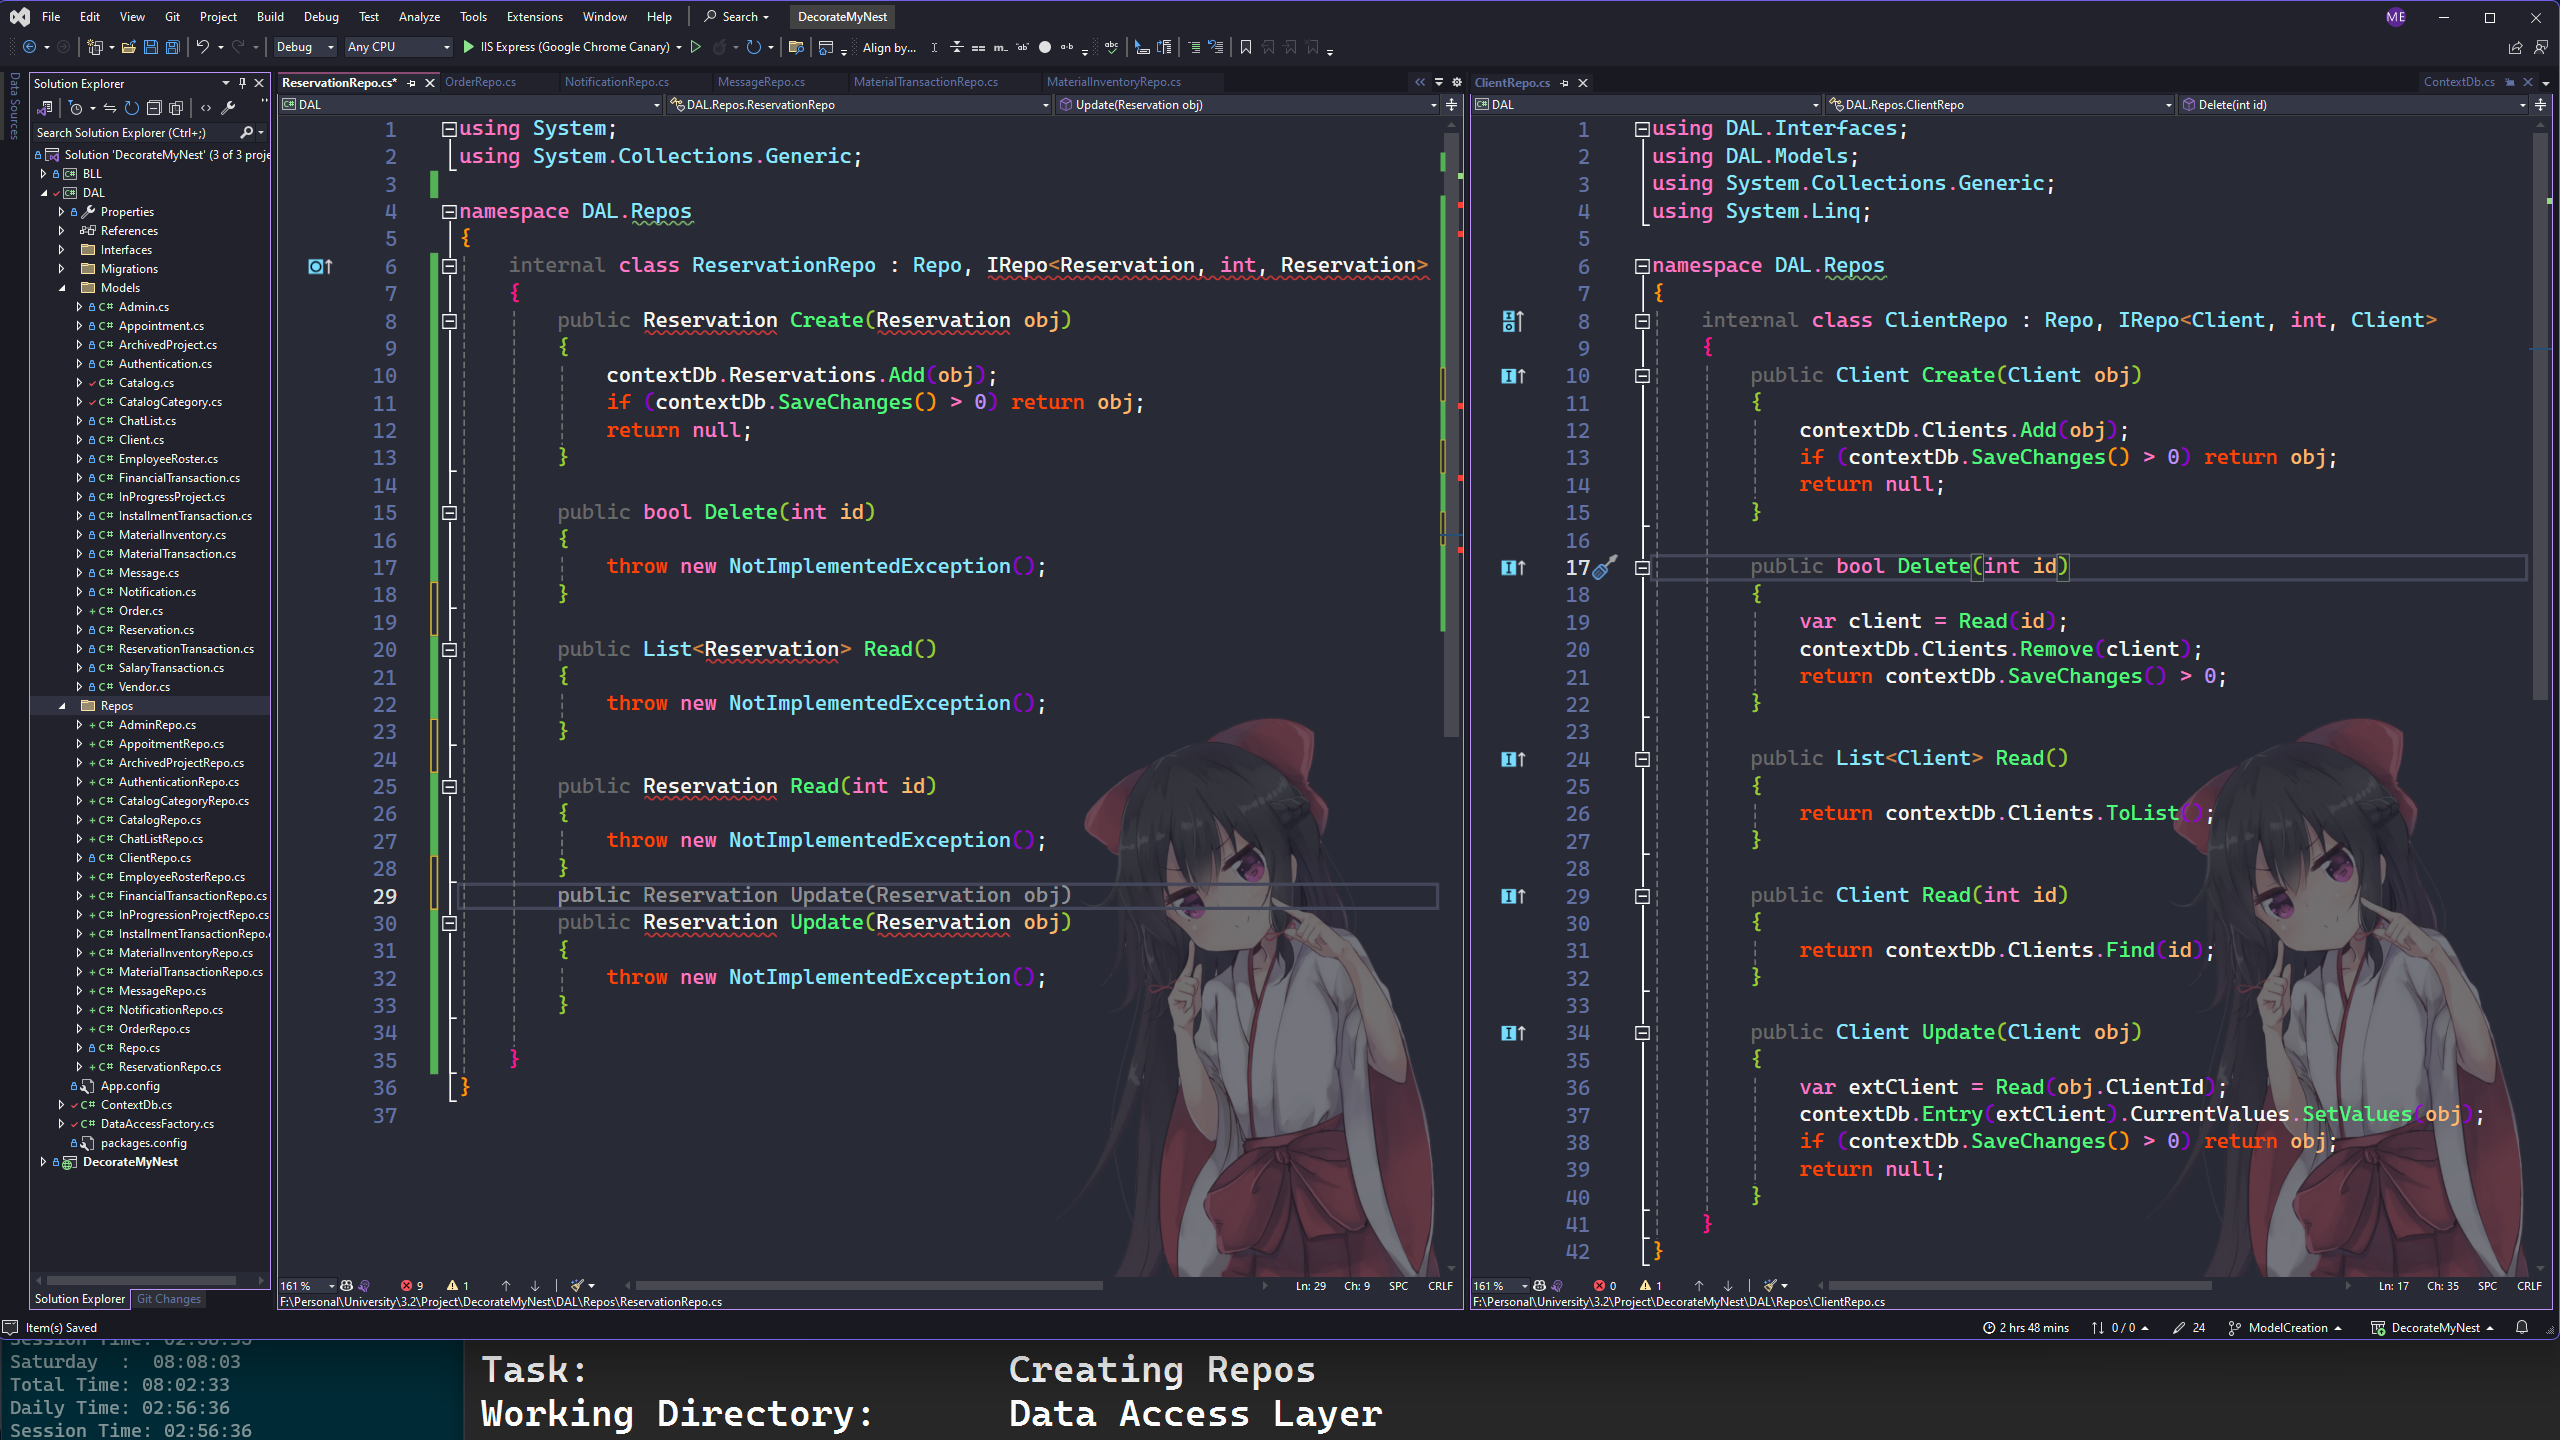 File Edit View Git Project Build Debug Test Analyze Tools Extensions Window Help Search DecorateMyNest ME
Debug Any CPU IIS Express (Google Chrome Canary) Align by...
Data Sources
Solution Explorer
Search Solution Explorer (Ctrl+;)
Solution 'DecorateMyNest' (3 of 3 proje
BLL
DAL
Properties
References
Interfaces
Migrations
Models
C# Admin.cs
C# Appointment.cs
C# ArchivedProject.cs
C# Authentication.cs
C# Catalog.cs
C# CatalogCategory.cs
C# ChatList.cs
C# Client.cs
C# EmployeeRoster.cs
C# FinancialTransaction.cs
C# InProgressProject.cs
C# InstallmentTransaction.cs
C# MaterialInventory.cs
C# MaterialTransaction.cs
C# Message.cs
C# Notification.cs
+ C# Order.cs
C# Reservation.cs
C# ReservationTransaction.cs
C# SalaryTransaction.cs
C# Vendor.cs
Repos
+ C# AdminRepo.cs
+ C# AppoitmentRepo.cs
+ C# ArchivedProjectRepo.cs
+ C# AuthenticationRepo.cs
+ C# CatalogCategoryRepo.cs
+ C# CatalogRepo.cs
+ C# ChatListRepo.cs
C# ClientRepo.cs
+ C# EmployeeRosterRepo.cs
+ C# FinancialTransactionRepo.cs
+ C# InProgressionProjectRepo.cs
+ C# InstallmentTransactionRepo.
+ C# MaterialInventoryRepo.cs
+ C# MaterialTransactionRepo.cs
+ C# MessageRepo.cs
+ C# NotificationRepo.cs
+ C# OrderRepo.cs
C# Repo.cs
+ C# ReservationRepo.cs
App.config
C# ContextDb.cs
C# DataAccessFactory.cs
packages.config
DecorateMyNest
Solution Explorer Git Changes
ReservationRepo.cs* OrderRepo.cs NotificationRepo.cs MessageRepo.cs MaterialTransactionRepo.cs MaterialInventoryRepo.cs
DAL DAL.Repos.ReservationRepo Update(Reservation obj)
1 using System;
2 using System.Collections.Generic;
3
4 namespace DAL.Repos
5 {
6 internal class ReservationRepo : Repo, IRepo<Reservation, int, Reservation>
7 {
8 public Reservation Create(Reservation obj)
9 {
10 contextDb.Reservations.Add(obj);
11 if (contextDb.SaveChanges() > 0) return obj;
12 return null;
13 }
14
15 public bool Delete(int id)
16 {
17 throw new NotImplementedException();
18 }
19
20 public List<Reservation> Read()
21 {
22 throw new NotImplementedException();
23 }
24
25 public Reservation Read(int id)
26 {
27 throw new NotImplementedException();
28 }
29 public Reservation Update(Reservation obj)
30 public Reservation Update(Reservation obj)
31 {
32 throw new NotImplementedException();
33 }
34
35 }
36 }
37
161 % 9 1 Ln: 29 Ch: 9 SPC CRLF
F:\Personal\University\3.2\Project\DecorateMyNest\DAL\Repos\ReservationRepo.cs
ClientRepo.cs ContextDb.cs
DAL DAL.Repos.ClientRepo Delete(int id)
1 using DAL.Interfaces;
2 using DAL.Models;
3 using System.Collections.Generic;
4 using System.Linq;
5
6 namespace DAL.Repos
7 {
8 internal class ClientRepo : Repo, IRepo<Client, int, Client>
9 {
10 public Client Create(Client obj)
11 {
12 contextDb.Clients.Add(obj);
13 if (contextDb.SaveChanges() > 0) return obj;
14 return null;
15 }
16
17 public bool Delete(int id)
18 {
19 var client = Read(id);
20 contextDb.Clients.Remove(client);
21 return contextDb.SaveChanges() > 0;
22 }
23
24 public List<Client> Read()
25 {
26 return contextDb.Clients.ToList();
27 }
28
29 public Client Read(int id)
30 {
31 return contextDb.Clients.Find(id);
32 }
33
34 public Client Update(Client obj)
35 {
36 var extClient = Read(obj.ClientId);
37 contextDb.Entry(extClient).CurrentValues.SetValues(obj);
38 if (contextDb.SaveChanges() > 0) return obj;
39 return null;
40 }
41 }
42 }
161 % 0 1 Ln: 17 Ch: 35 SPC CRLF
F:\Personal\University\3.2\Project\DecorateMyNest\DAL\Repos\ClientRepo.cs
Item(s) Saved 2 hrs 48 mins 0 / 0 24 ModelCreation DecorateMyNest
Saturday : 08:08:03
Total Time: 08:02:33
Daily Time: 02:56:36
Session Time: 02:56:36
Task: Creating Repos
Working Directory: Data Access Layer